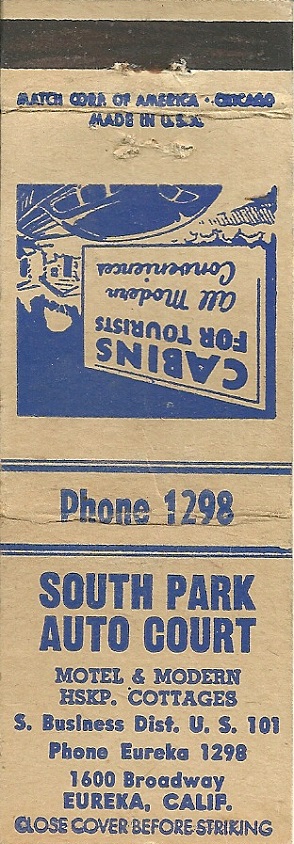 MATCH CORP. OF AMERICA · CHICAGO
MADE IN U.S.A.
CABINS
FOR TOURISTS
All Modern
Conveniences
Phone 1298
SOUTH PARK
AUTO COURT
MOTEL & MODERN
HSKP. COTTAGES
S. Business Dist. U. S. 101
Phone Eureka 1298
1600 Broadway
EUREKA, CALIF.
CLOSE COVER BEFORE STRIKING